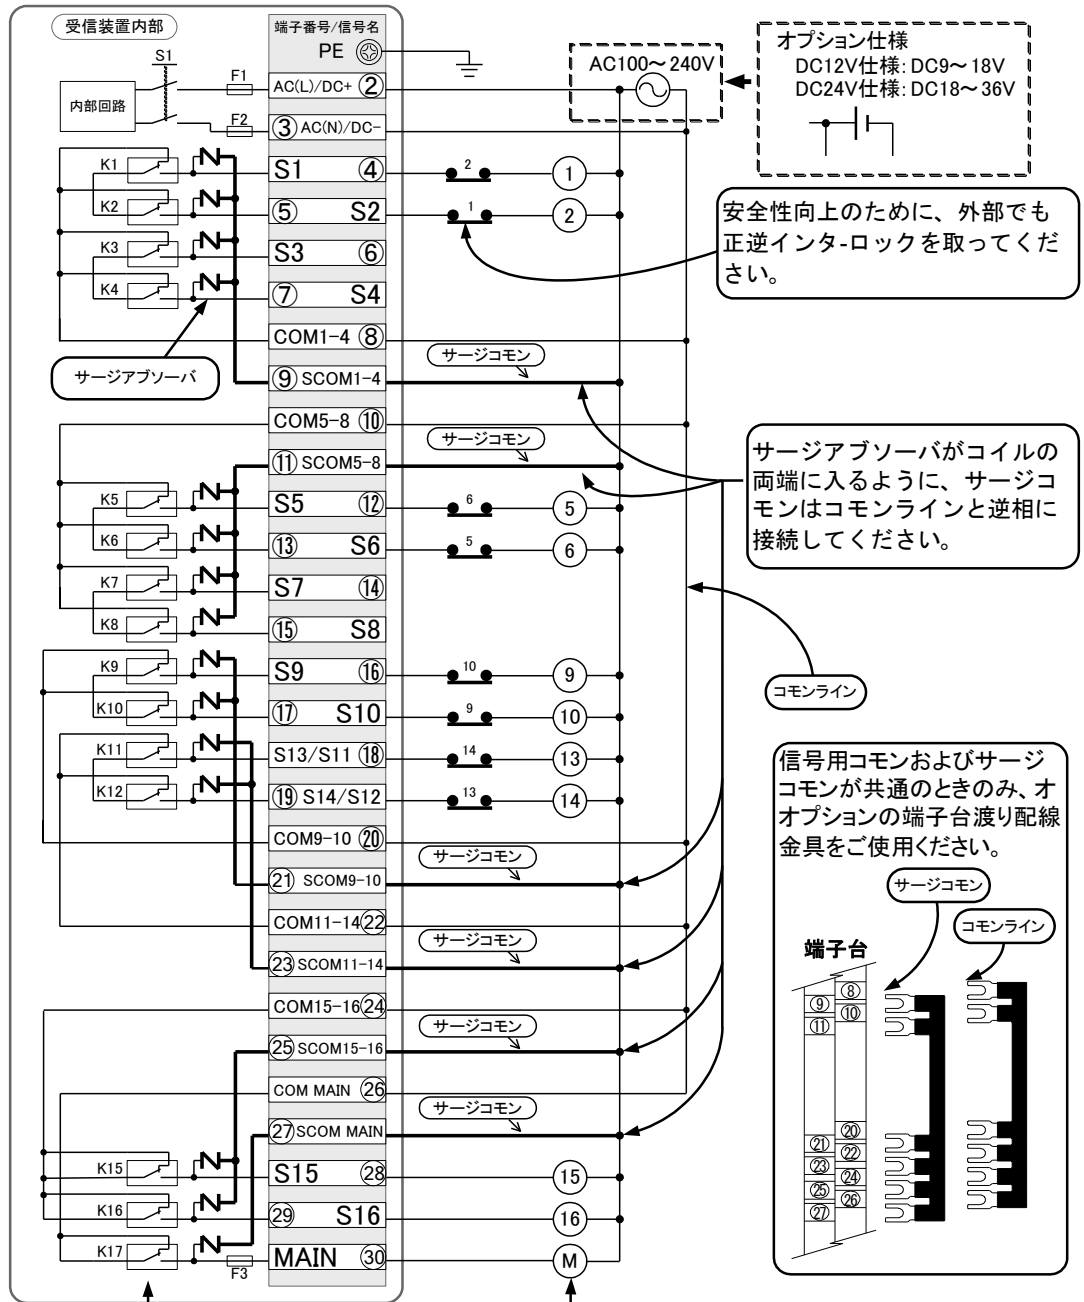 受信装置内部
端子番号/信号名
PE
S1
F1
AC(L)/DC+ ②
内部回路
F2
③ AC(N)/DC-
AC100～240V
オプション仕様
DC12V仕様: DC9～18V
DC24V仕様: DC18～36V
K1
S1 ④
2
1
K2
⑤ S2
1
2
安全性向上のために、外部でも
正逆インタ-ロックを取ってくだ
さい。
K3
S3 ⑥
K4
⑦ S4
COM1-4 ⑧
サージアブソーバ
サージコモン
⑨ SCOM1-4
COM5-8 ⑩
サージコモン
⑪ SCOM5-8
サージアブソーバがコイルの
両端に入るように、サージコ
モンはコモンラインと逆相に
接続してください。
K5
S5 ⑫
6
5
K6
⑬ S6
5
6
K7
S7 ⑭
K8
⑮ S8
K9
S9 ⑯
10
9
コモンライン
K10
⑰ S10
9
10
K11
S13/S11 ⑱
14
13
K12
⑲ S14/S12
13
14
COM9-10 ⑳
サージコモン
㉑ SCOM9-10
COM11-14 ㉒
サージコモン
㉓ SCOM11-14
COM15-16 ㉔
サージコモン
㉕ SCOM15-16
COM MAIN ㉖
サージコモン
㉗ SCOM MAIN
K15
S15 ㉘
15
K16
㉙ S16
16
K17
F3
MAIN ㉚
M
信号用コモンおよびサージ
コモンが共通のときのみ、オ
オプションの端子台渡り配線
金具をご使用ください。
サージコモン
コモンライン
端子台
⑧
⑨
⑩
⑪
⑳
㉑
㉒
㉓
㉔
㉕
㉖
㉗